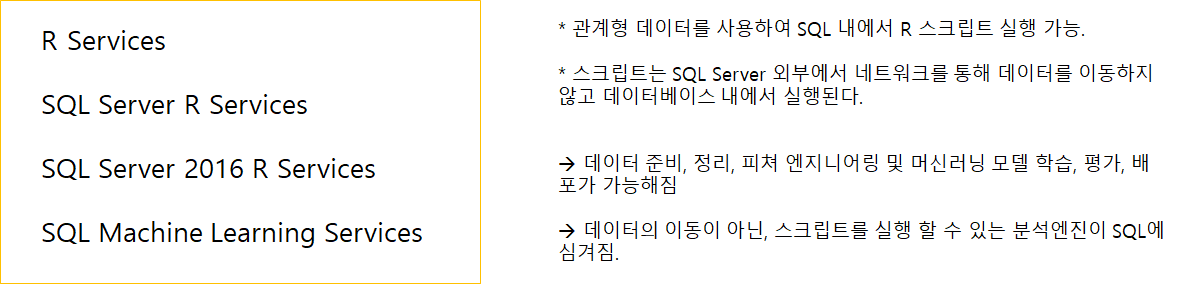 R Services
SQL Server R Services
SQL Server 2016 R Services
SQL Machine Learning Services
* 관계형 데이터를 사용하여 SQL 내에서 R 스크립트 실행 가능.
* 스크립트는 SQL Server 외부에서 네트워크를 통해 데이터를 이동하지
않고 데이터베이스 내에서 실행된다.
→ 데이터 준비, 정리, 피쳐 엔지니어링 및 머신러닝 모델 학습, 평가, 배
포가 가능해짐
→ 데이터의 이동이 아닌, 스크립트를 실행 할 수 있는 분석엔진이 SQL에
심겨짐.